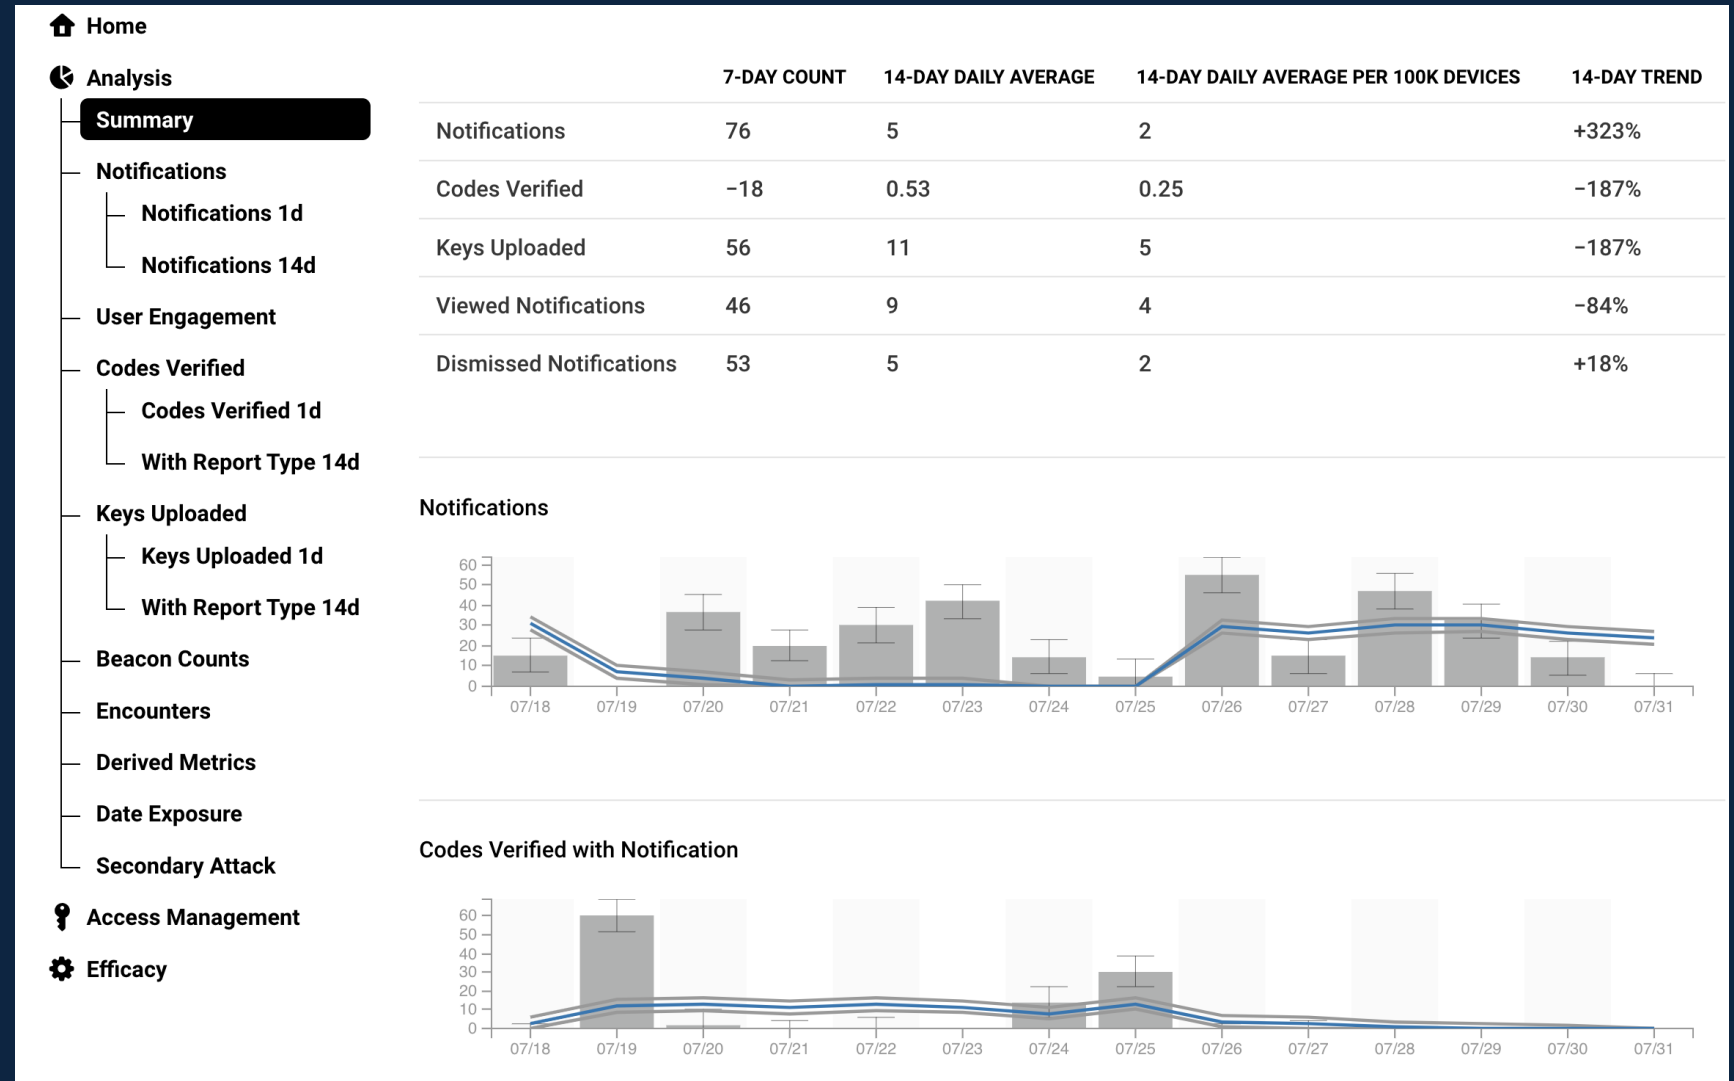 Home
Analysis
Summary
Notifications
Notifications 1d
Notifications 14d
User Engagement
Codes Verified
Codes Verified 1d
With Report Type 14d
Keys Uploaded
Keys Uploaded 1d
With Report Type 14d
Beacon Counts
Encounters
Derived Metrics
Date Exposure
Secondary Attack
Access Management
Efficacy
7-DAY COUNT 14-DAY DAILY AVERAGE 14-DAY DAILY AVERAGE PER 100K DEVICES 14-DAY TREND
Notifications 76 5 2 +323%
Codes Verified −18 0.53 0.25 −187%
Keys Uploaded 56 11 5 −187%
Viewed Notifications 46 9 4 −84%
Dismissed Notifications 53 5 2 +18%
Notifications
60
50
40
30
20
10
0
07/18 07/19 07/20 07/21 07/22 07/23 07/24 07/25 07/26 07/27 07/28 07/29 07/30 07/31
Codes Verified with Notification
60
50
40
30
20
10
0
07/18 07/19 07/20 07/21 07/22 07/23 07/24 07/25 07/26 07/27 07/28 07/29 07/30 07/31